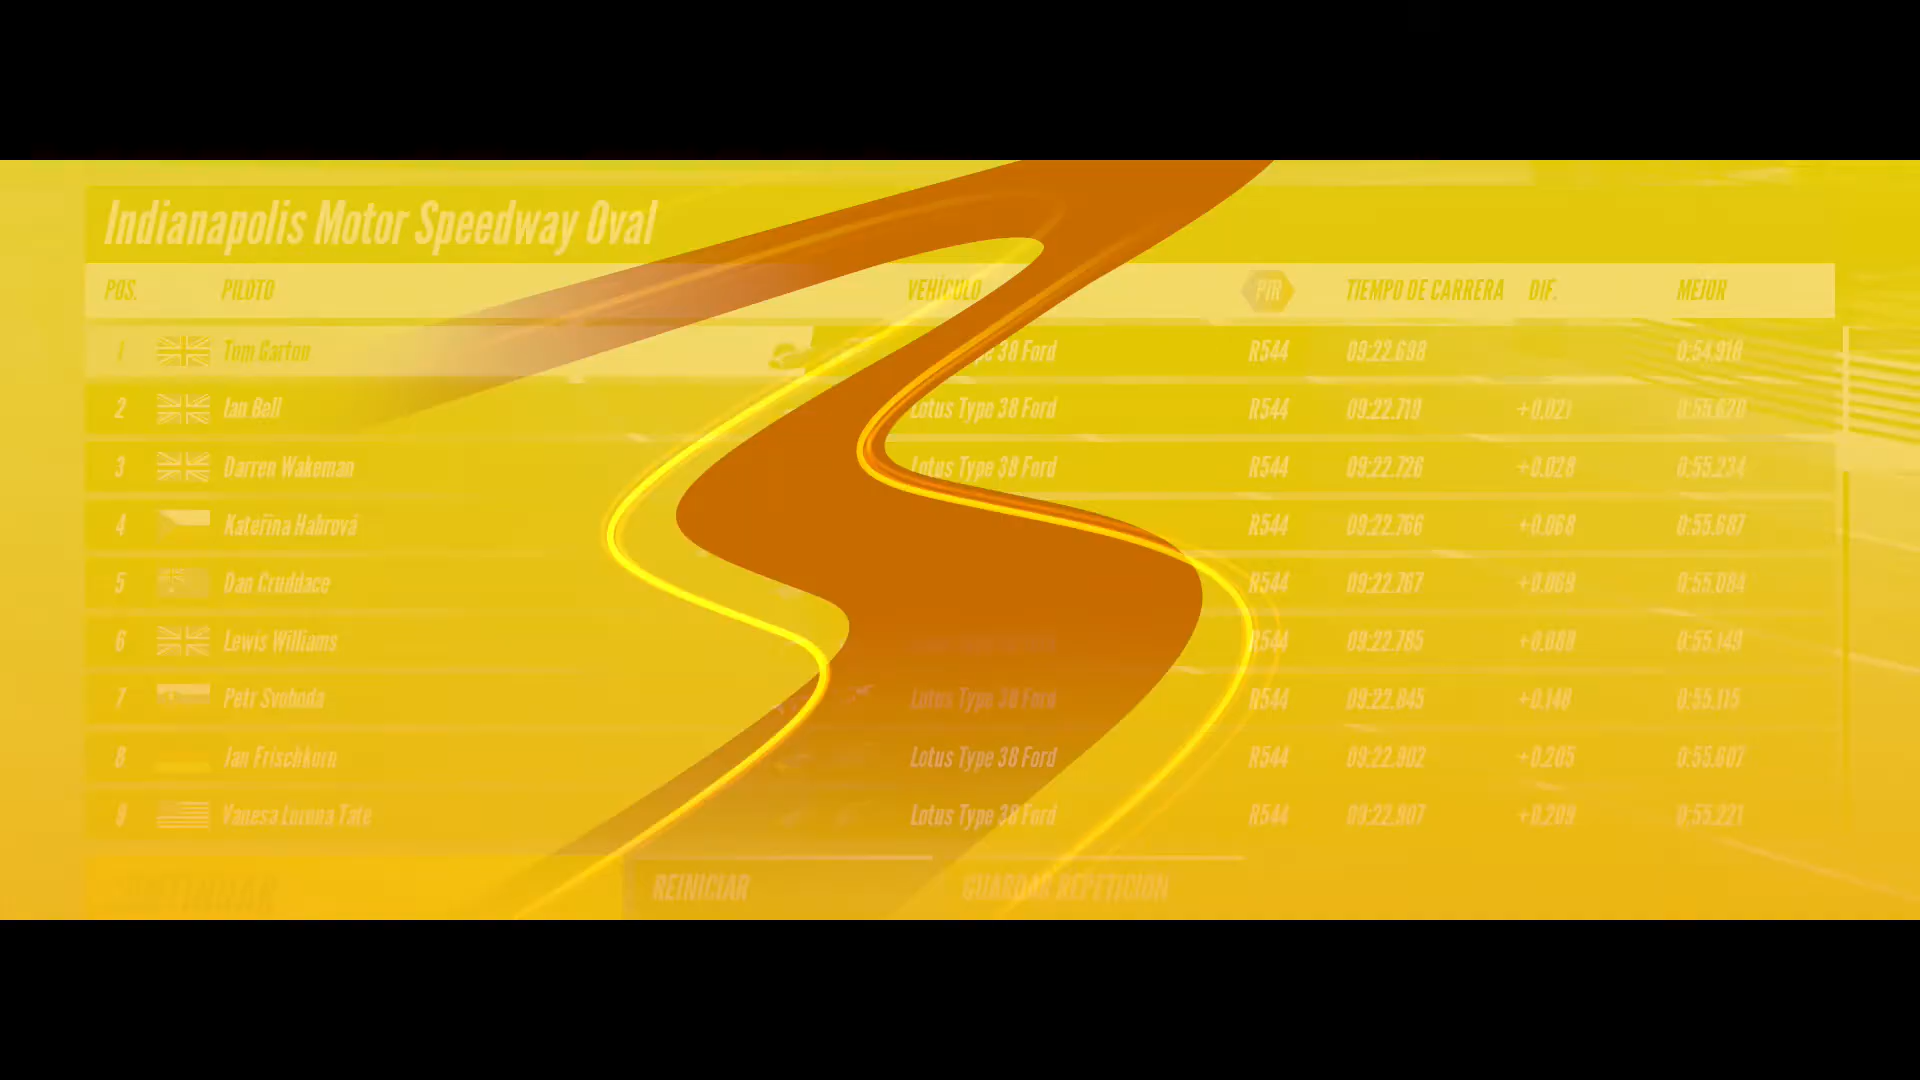 Indianapolis Motor Speedway Oval
POS. PILOTO VEHÍCULO PIR TIEMPO DE CARRERA DIF. MEJOR
1 Tom Garton 38 Ford R544 09:22.698 0:54.918
2 Ian Bell Lotus Type 38 Ford R544 09:22.719 +0.021 0:55.620
3 Darren Wakeman Lotus Type 38 Ford R544 09:22.726 +0.028 0:55.234
4 Kateřina Habrová R544 09:22.766 +0.068 0:55.687
5 Dan Cruddace R544 09:22.767 +0.069 0:55.084
6 Lewis Williams R544 09:22.785 +0.088 0:55.149
7 Petr Svoboda Lotus Type 38 Ford R544 09:22.845 +0.148 0:55.115
8 Jan Frischkorn Lotus Type 38 Ford R544 09:22.902 +0.205 0:55.607
9 Vanesa Lorona Tate Lotus Type 38 Ford R544 09:22.907 +0.209 0:55.221
CONTINUAR REINICIAR GUARDAR REPETICIÓN